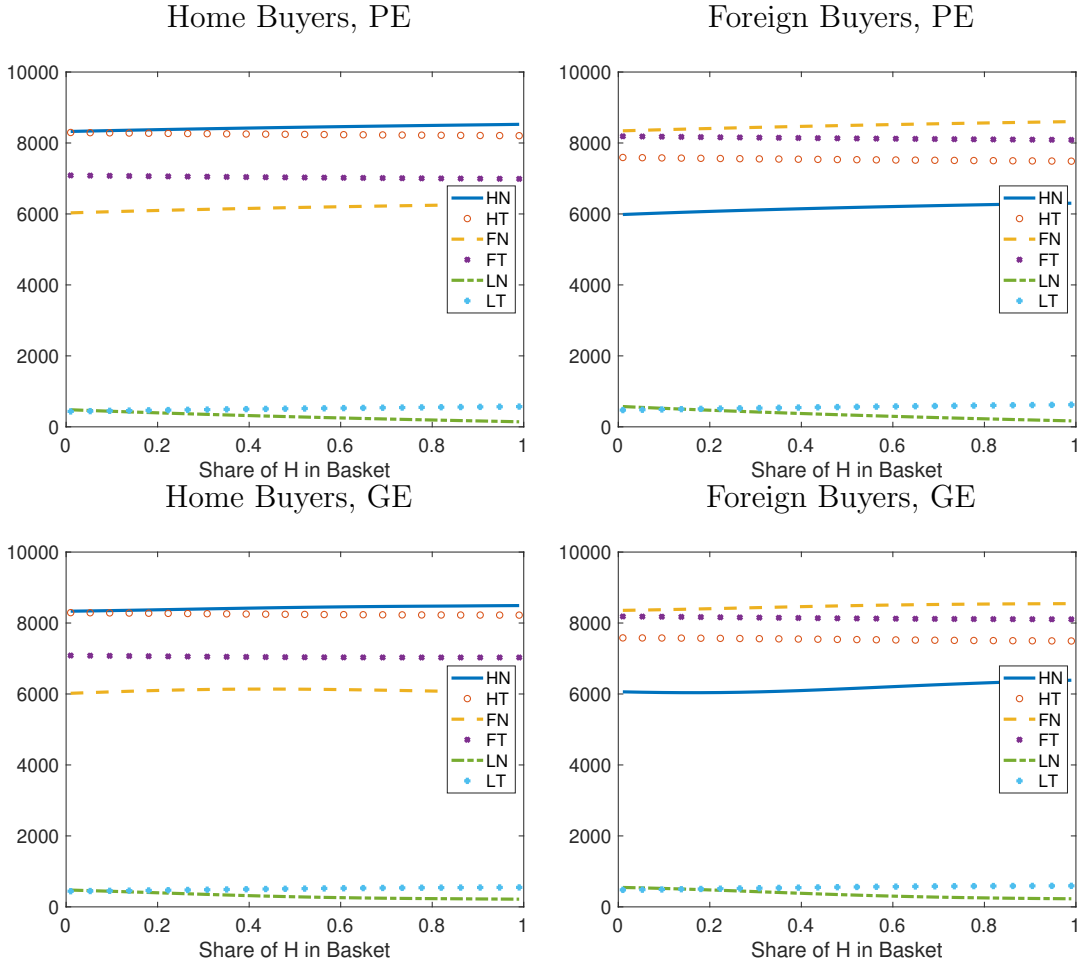 Home Buyers, PE
10000
8000
6000
4000
2000
0
HN
HT
FN
FT
LN
LT
0 0.2 0.4 0.6 0.8 1
Share of H in Basket
Foreign Buyers, PE
10000
8000
6000
4000
2000
0
HN
HT
FN
FT
LN
LT
0 0.2 0.4 0.6 0.8 1
Share of H in Basket
Home Buyers, GE
10000
8000
6000
4000
2000
0
HN
HT
FN
FT
LN
LT
0 0.2 0.4 0.6 0.8 1
Share of H in Basket
Foreign Buyers, GE
10000
8000
6000
4000
2000
0
HN
HT
FN
FT
LN
LT
0 0.2 0.4 0.6 0.8 1
Share of H in Basket